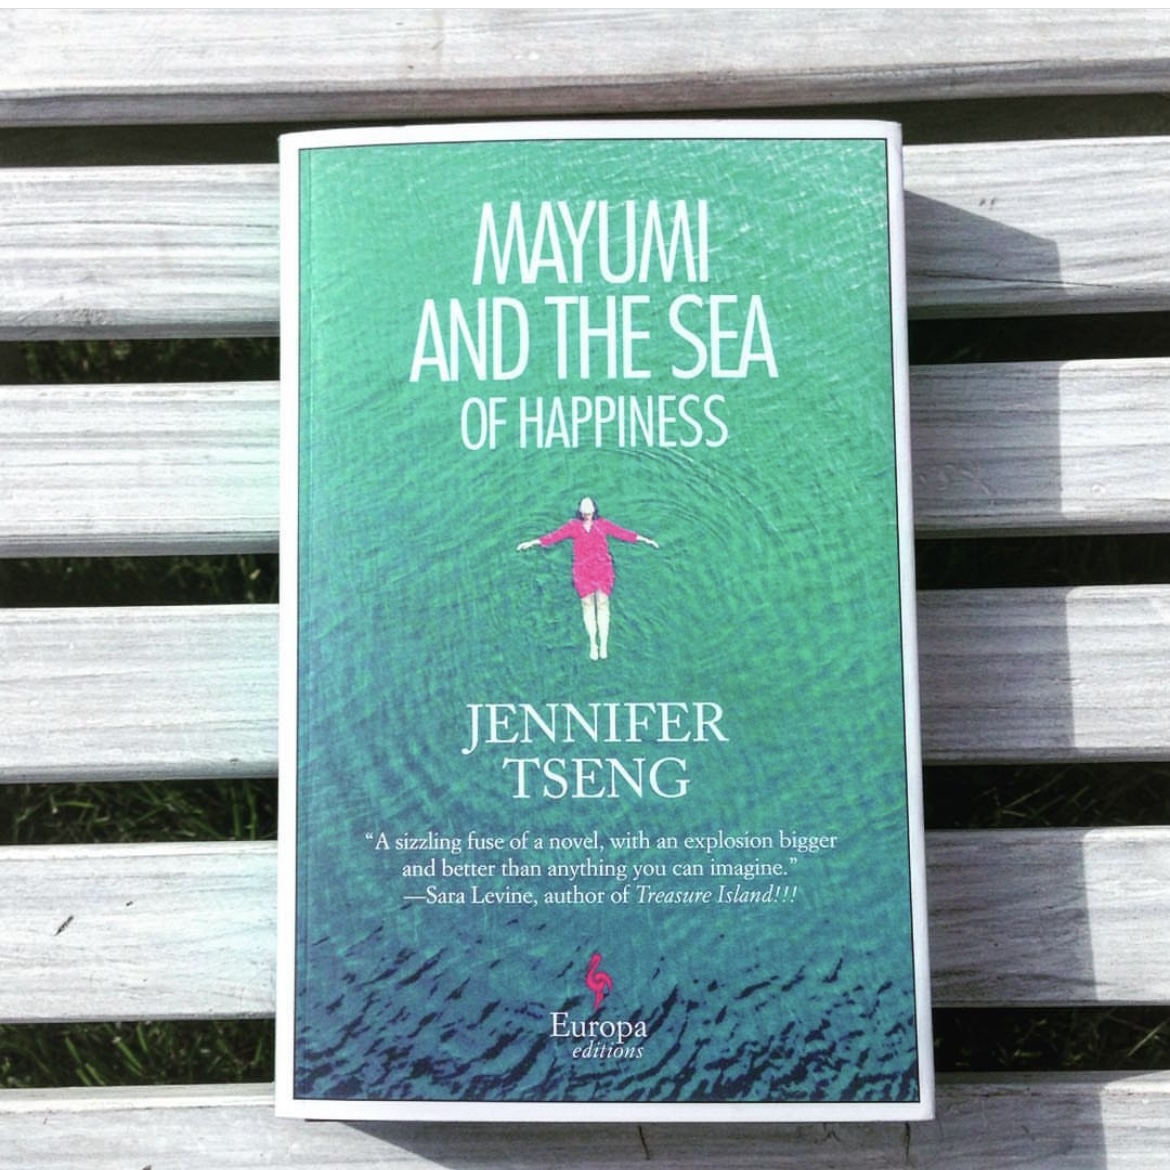 MAYUMI
AND THE SEA
OF HAPPINESS
JENNIFER
TSENG
“A sizzling fuse of a novel, with an explosion bigger
and better than anything you can imagine.”
—Sara Levine, author of Treasure Island!!!
Europa
editions